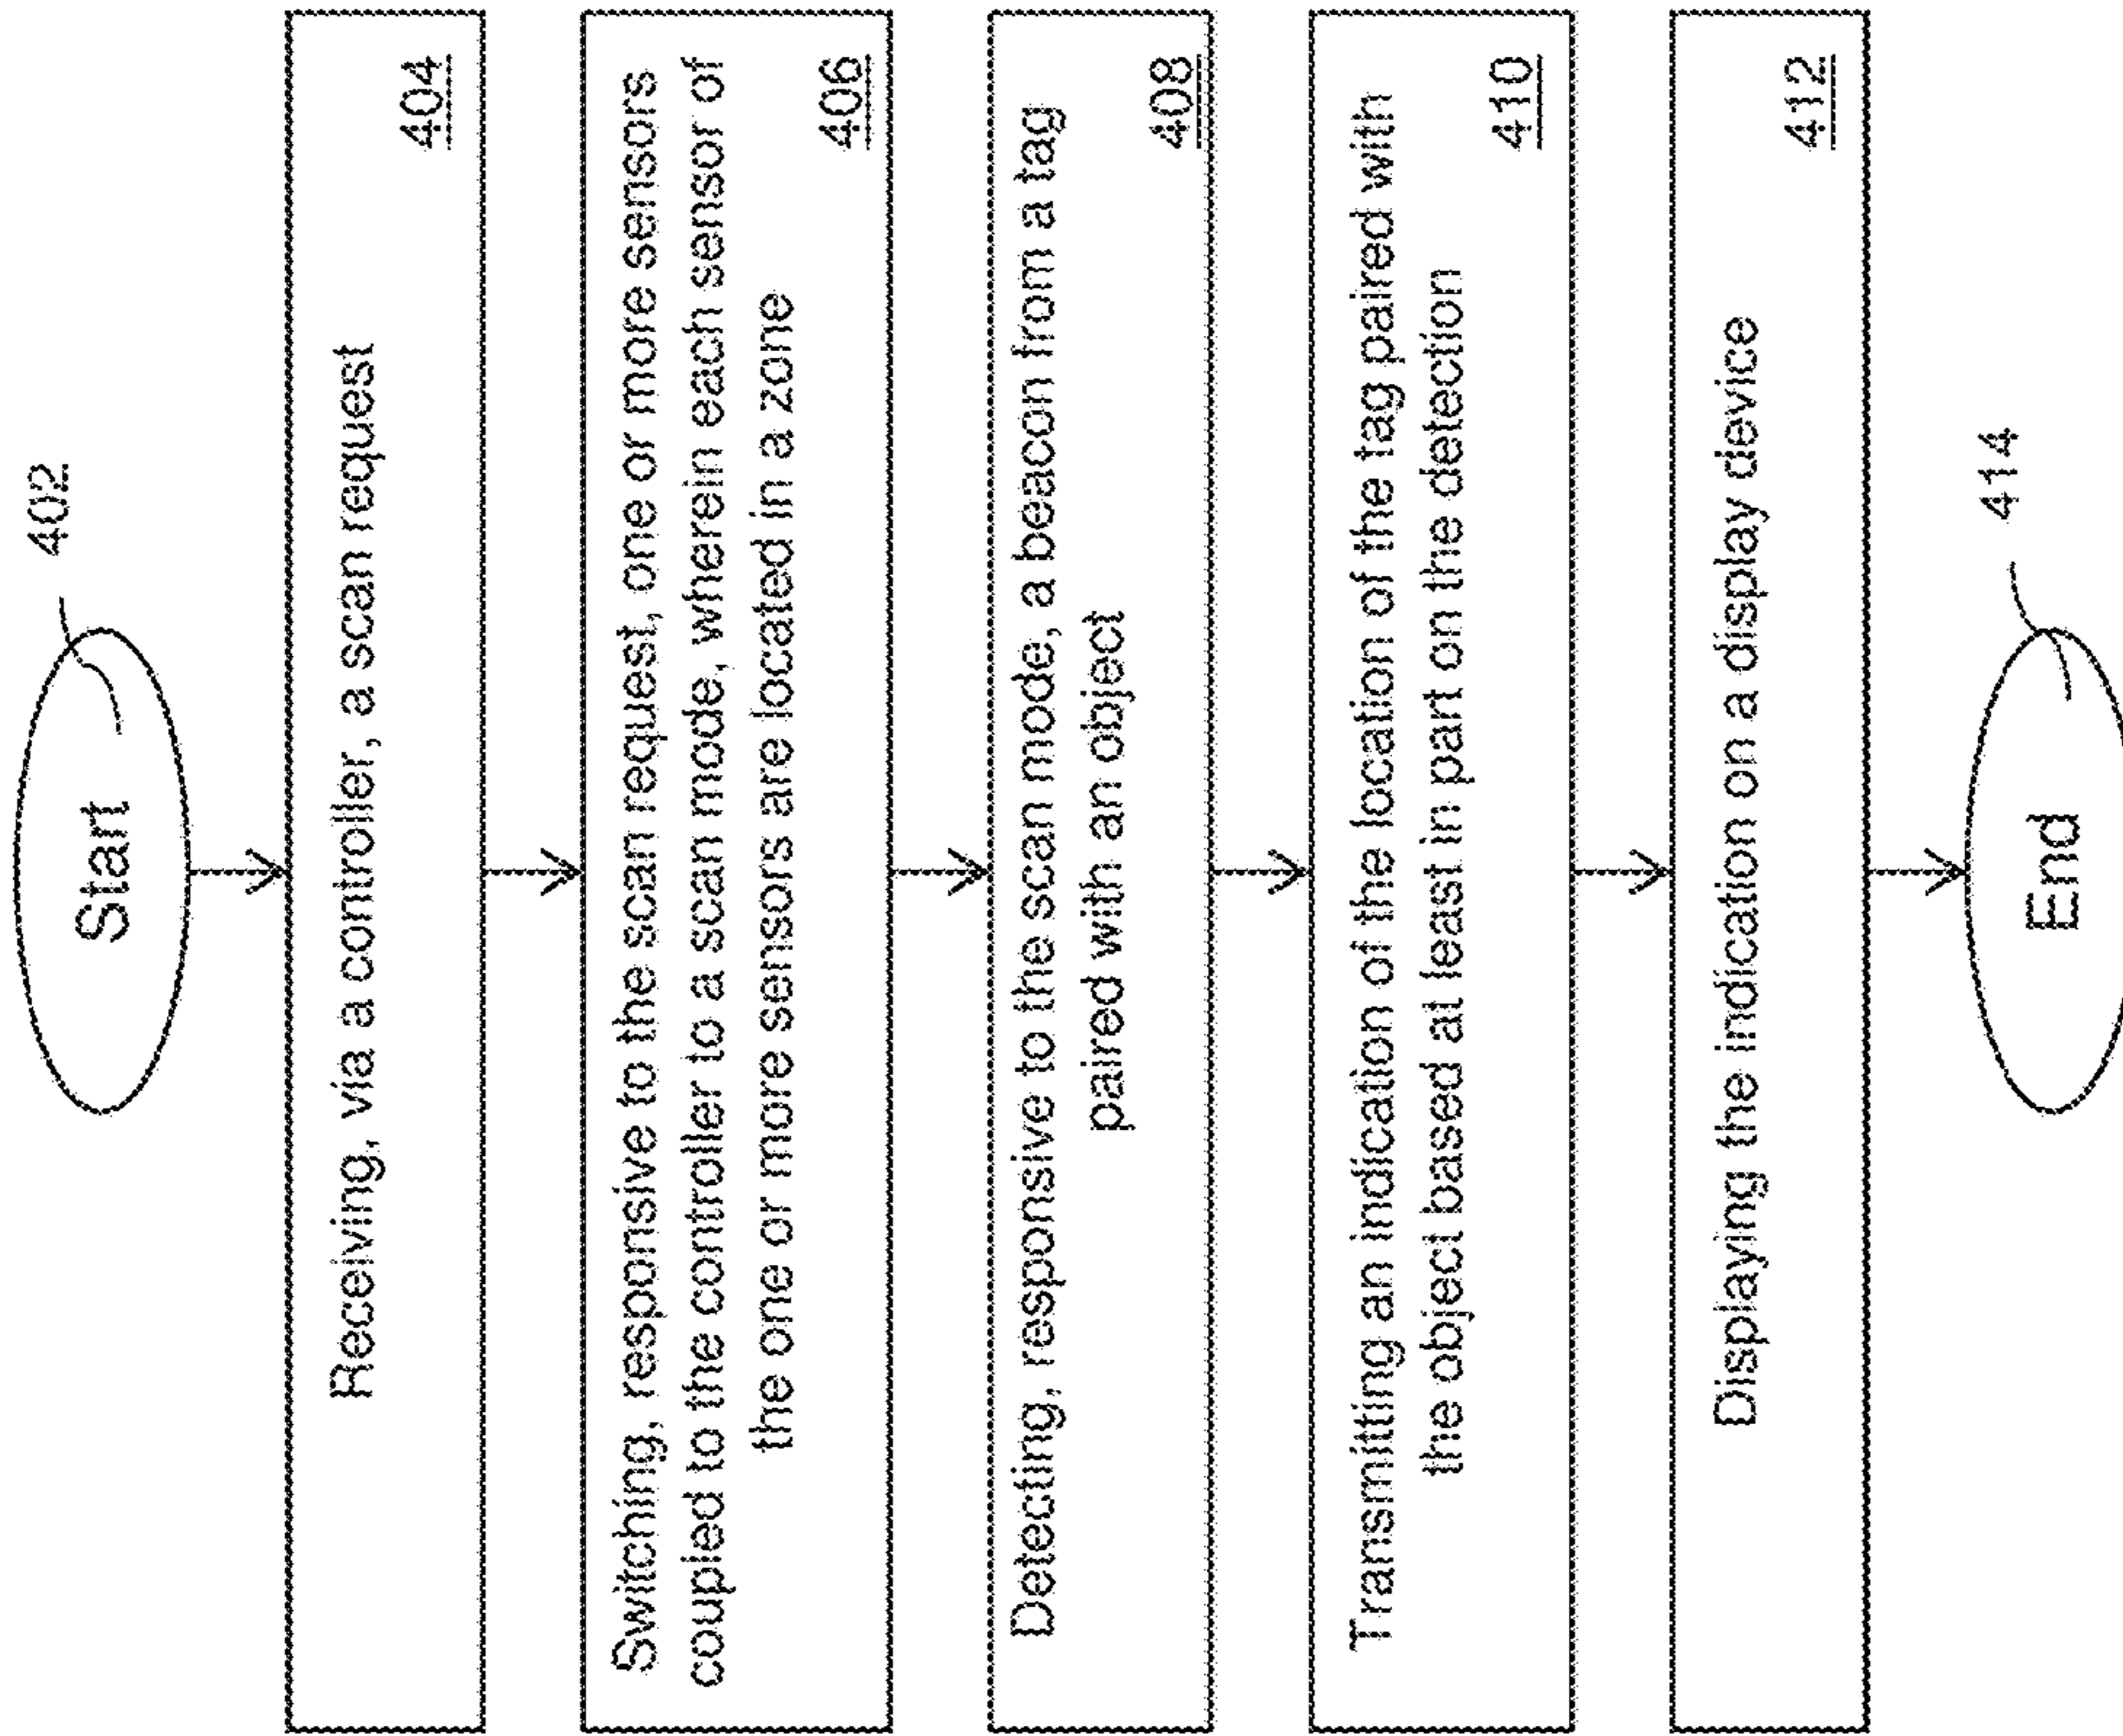 402
Start
Receiving, via a controller, a scan request
404
Switching, responsive to the scan request, one or more sensors
coupled to the controller to a scan mode, wherein each sensor of
the one or more sensors are located in a zone
406
Detecting, responsive to the scan mode, a beacon from a tag
paired with an object
408
Transmitting an indication of the location of the tag paired with
the object based at least in part on the detection
410
Displaying the indication on a display device
412
414
End